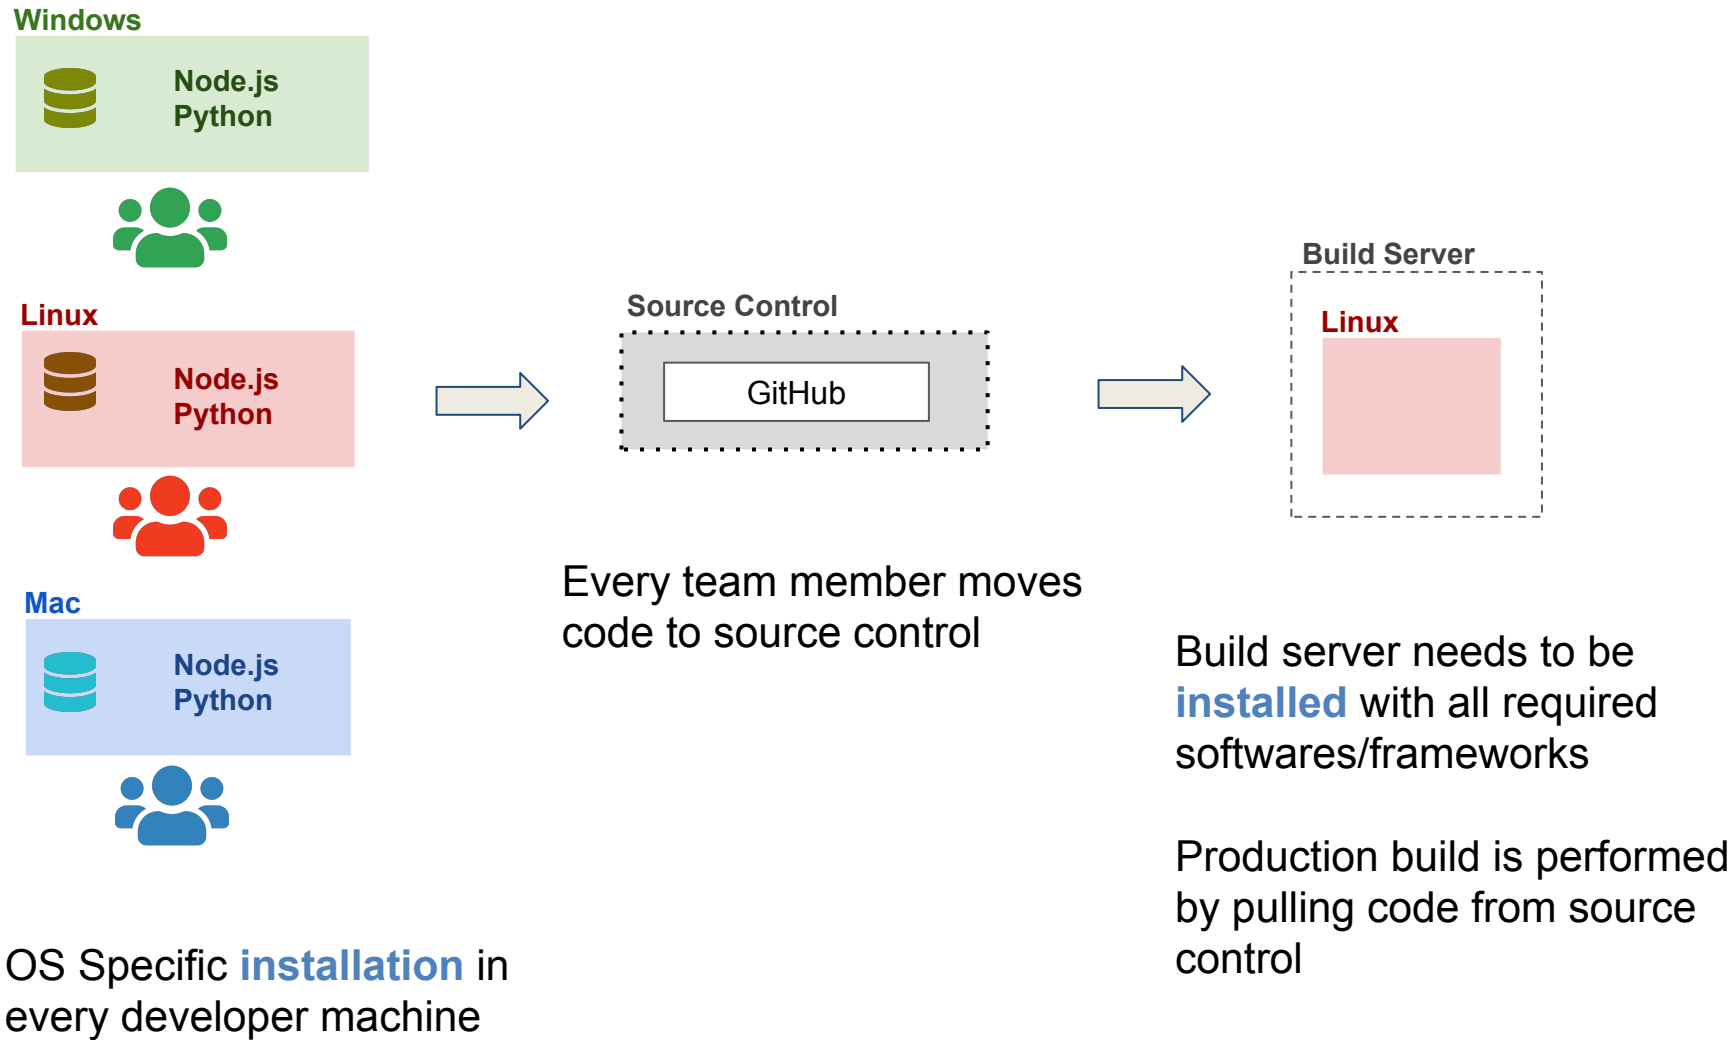 Windows
Node.js
Python
Linux
Node.js
Python
Mac
Node.js
Python
OS Specific installation in
every developer machine
Source Control
GitHub
Every team member moves
code to source control
Build Server
Linux
Build server needs to be
installed with all required
softwares/frameworks
Production build is performed
by pulling code from source
control